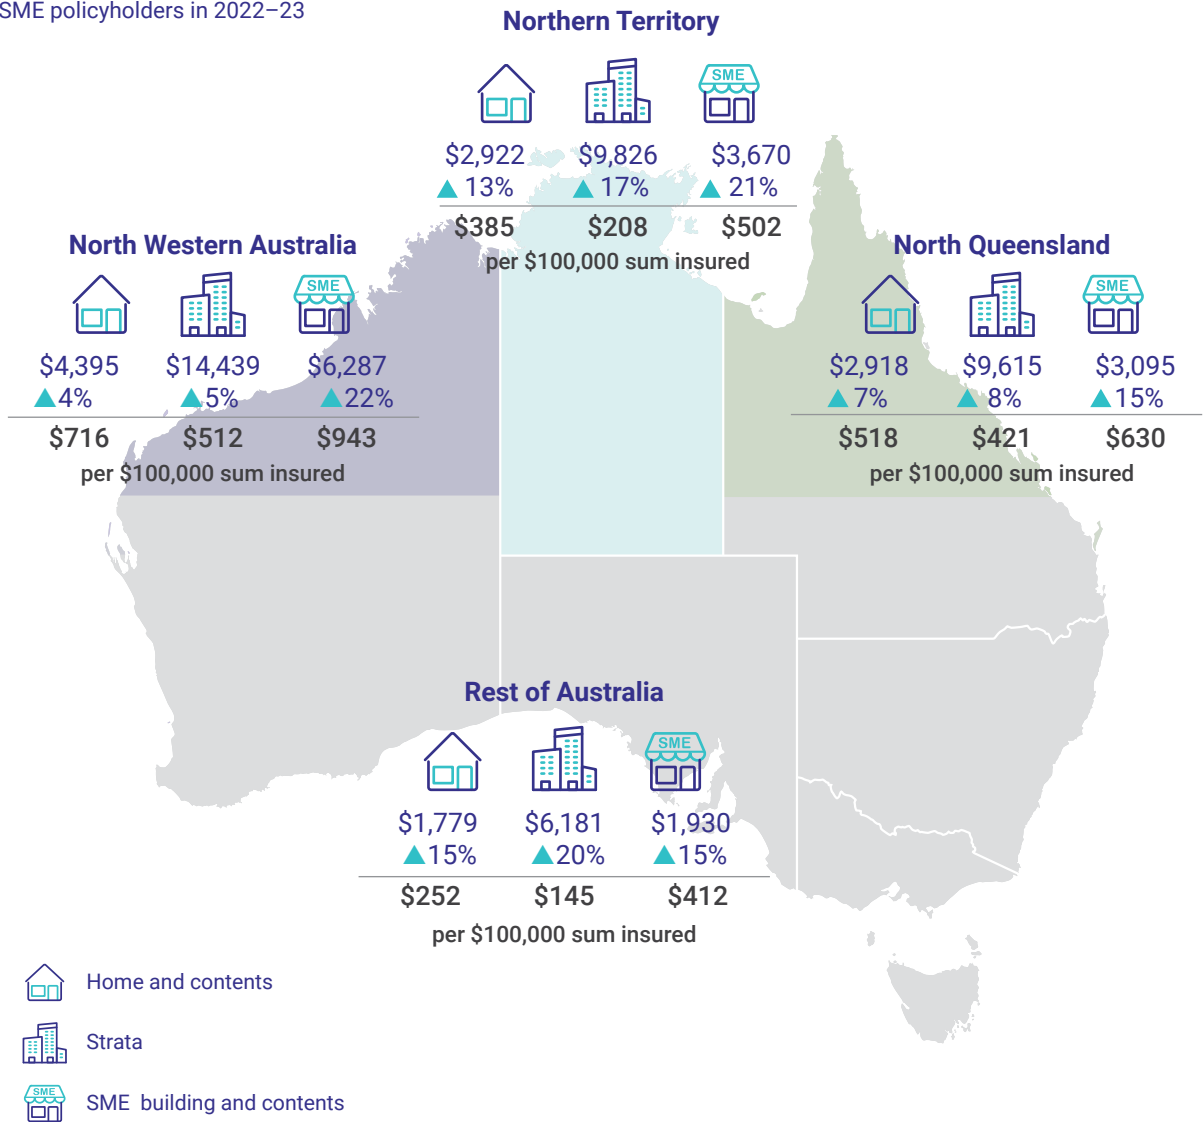 SME policyholders in 2022–23
Northern Territory
SME
$2,922 $9,826 $3,670
13% 17% 21%
$385 $208 $502
per $100,000 sum insured
North Western Australia
SME
$4,395 $14,439 $6,287
4% 5% 22%
$716 $512 $943
per $100,000 sum insured
North Queensland
SME
$2,918 $9,615 $3,095
7% 8% 15%
$518 $421 $630
per $100,000 sum insured
Rest of Australia
SME
$1,779 $6,181 $1,930
15% 20% 15%
$252 $145 $412
per $100,000 sum insured
Home and contents
Strata
SME
SME building and contents